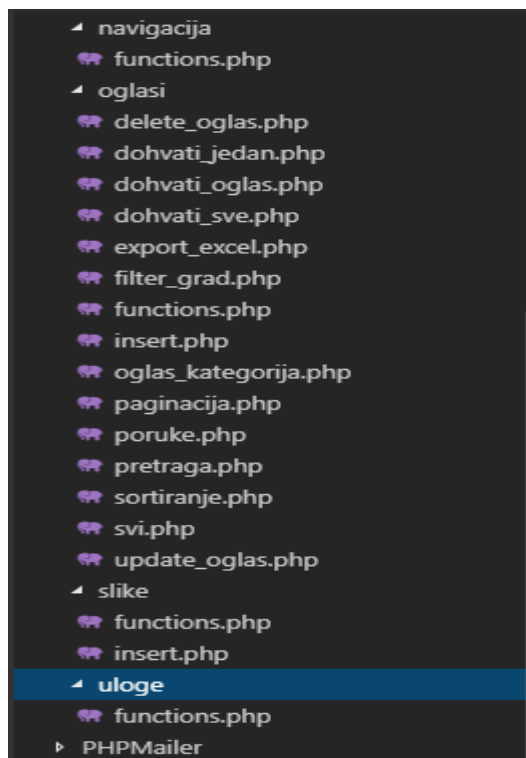 navigacija
functions.php
oglasi
delete_oglas.php
dohvati_jedan.php
dohvati_oglas.php
dohvati_sve.php
export_excel.php
filter_grad.php
functions.php
insert.php
oglas_kategorija.php
paginacija.php
poruke.php
pretraga.php
sortiranje.php
svi.php
update_oglas.php
slike
functions.php
insert.php
uloge
functions.php
PHPMailer